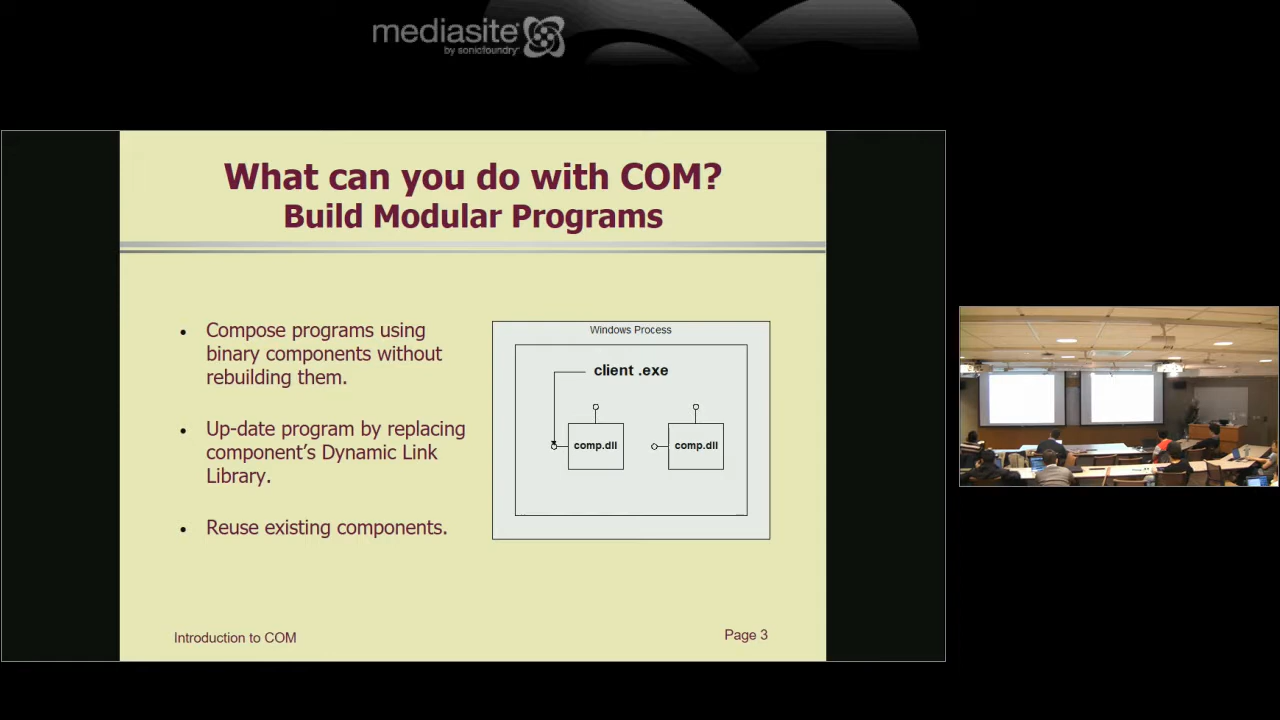 mediasite
by sonicfoundry
What can you do with COM?
Build Modular Programs
• Compose programs using
binary components without
rebuilding them.
• Up-date program by replacing
component's Dynamic Link
Library.
• Reuse existing components.
Windows Process
client .exe
comp.dll
comp.dll
Introduction to COM
Page 3